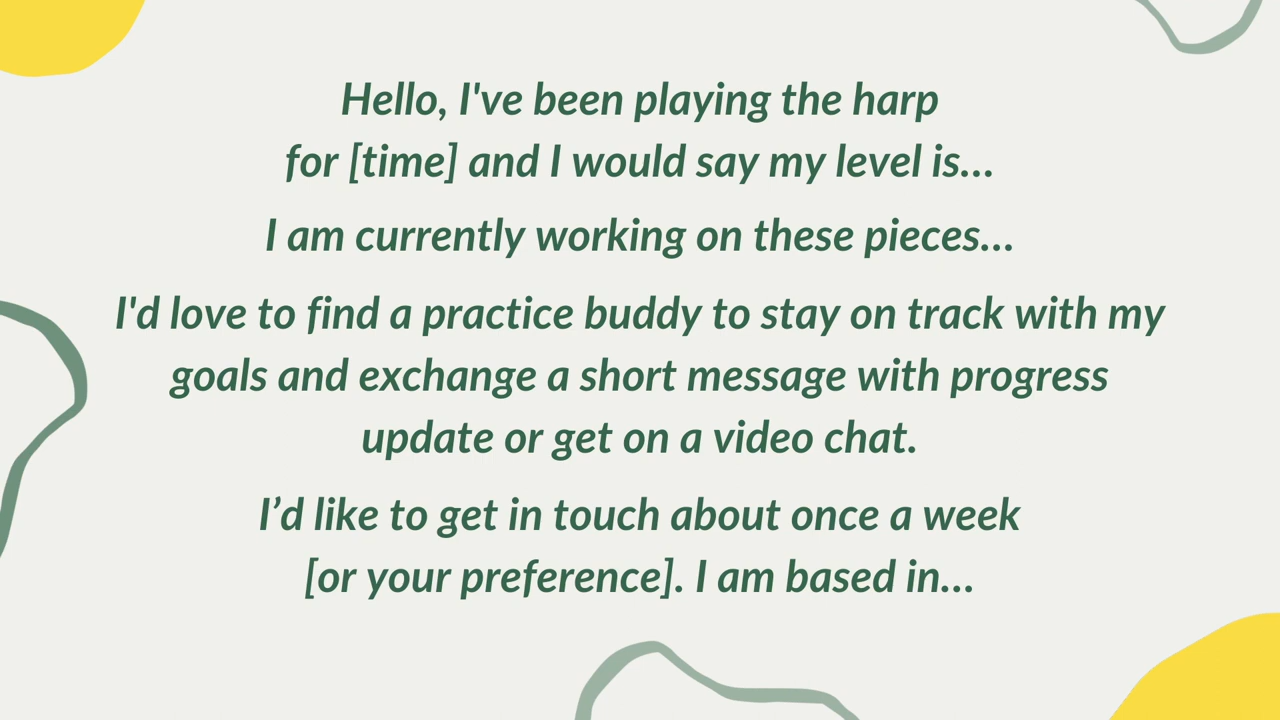 Hello, I've been playing the harp
for [time] and I would say my level is...
I am currently working on these pieces...
I'd love to find a practice buddy to stay on track with my
goals and exchange a short message with progress
update or get on a video chat.
I’d like to get in touch about once a week
[or your preference]. I am based in...